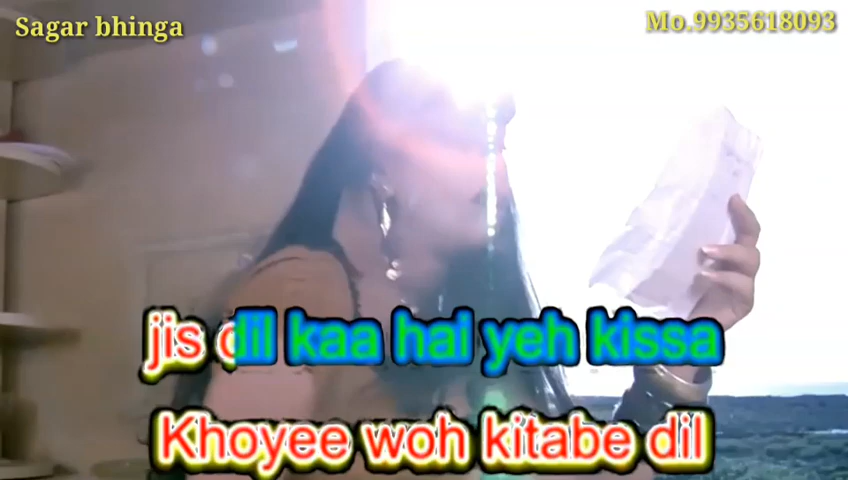 Sagar bhinga
Mo.9935618093
jis dil kaa hai yeh kissa
Khoyee woh kitabe dil